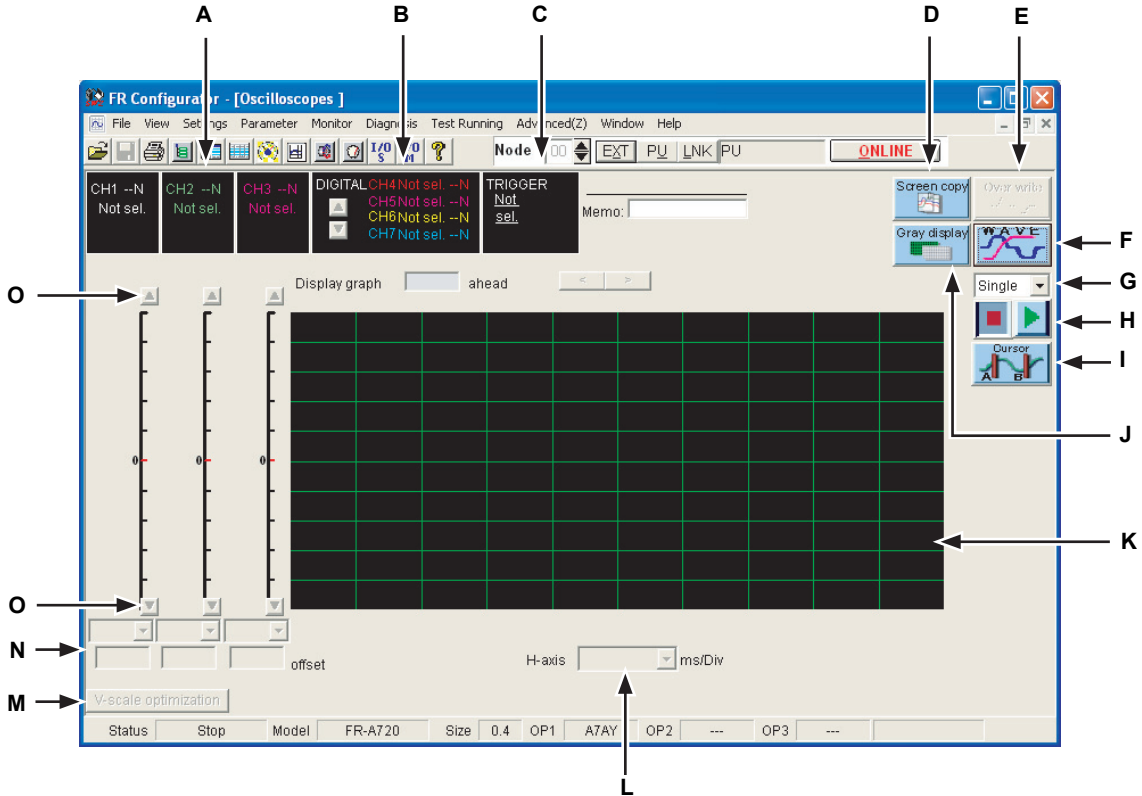 A B C D E
FR Configurator - [Oscilloscopes ]
File View Settings Parameter Monitor Diagnosis Test Running Advanced(Z) Window Help
I/O S I/O M ? Node 00 EXT PU LNK PU ONLINE
CH1 --N
Not sel.
CH2 --N
Not sel.
CH3 --N
Not sel.
DIGITAL CH4 Not sel. --N
CH5 Not sel. --N
CH6 Not sel. --N
CH7 Not sel. --N
TRIGGER
Not
sel.
Memo:
Screen copy
Over write
Gray display
WAVE
F
Display graph ahead < >
Single
G
O
H
Cursor
A B
I
J
0 0 0
K
O
N
offset
H-axis ms/Div
M
V-scale optimization
Status Stop Model FR-A720 Size 0.4 OP1 A7AY OP2 --- OP3 ---
L